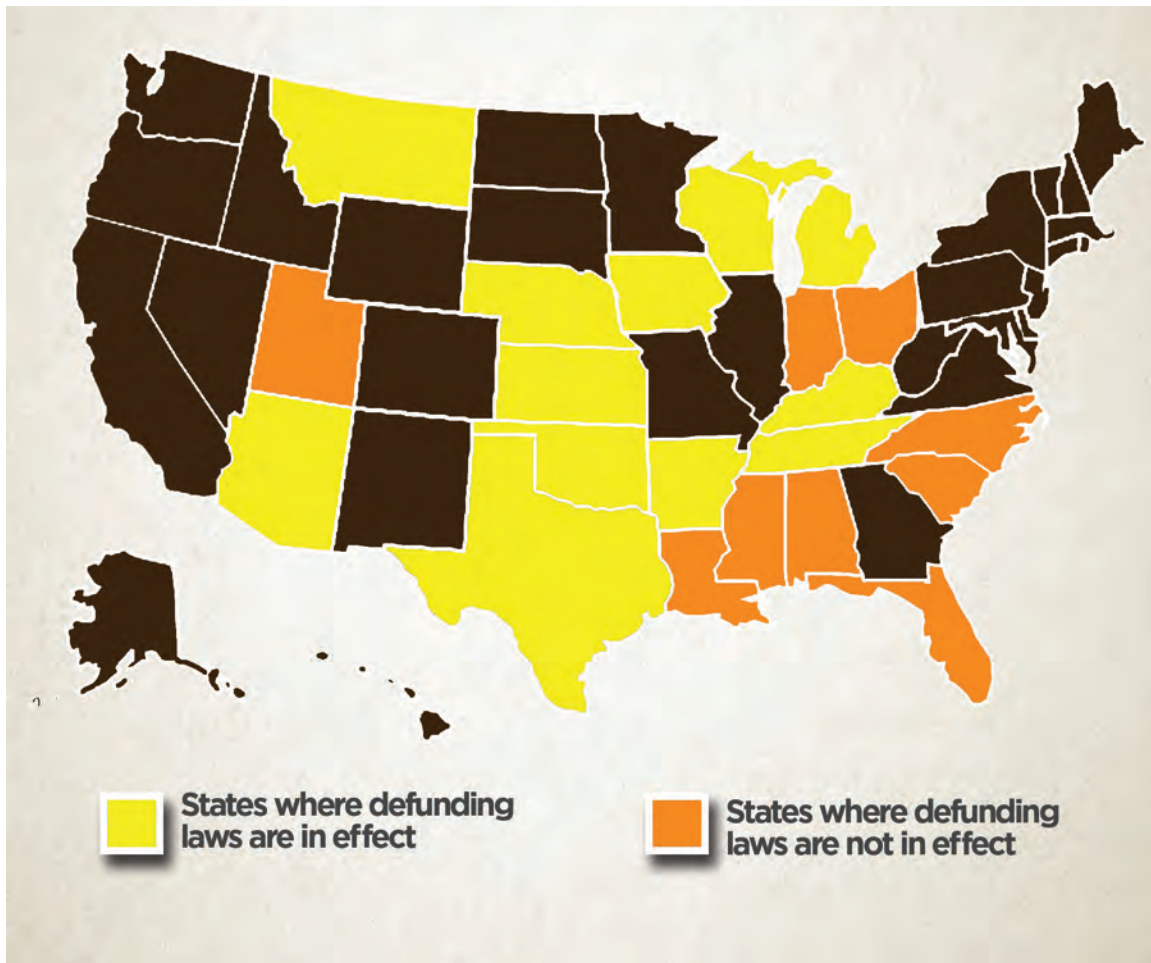 States where defunding
laws are in effect
States where defunding
laws are not in effect